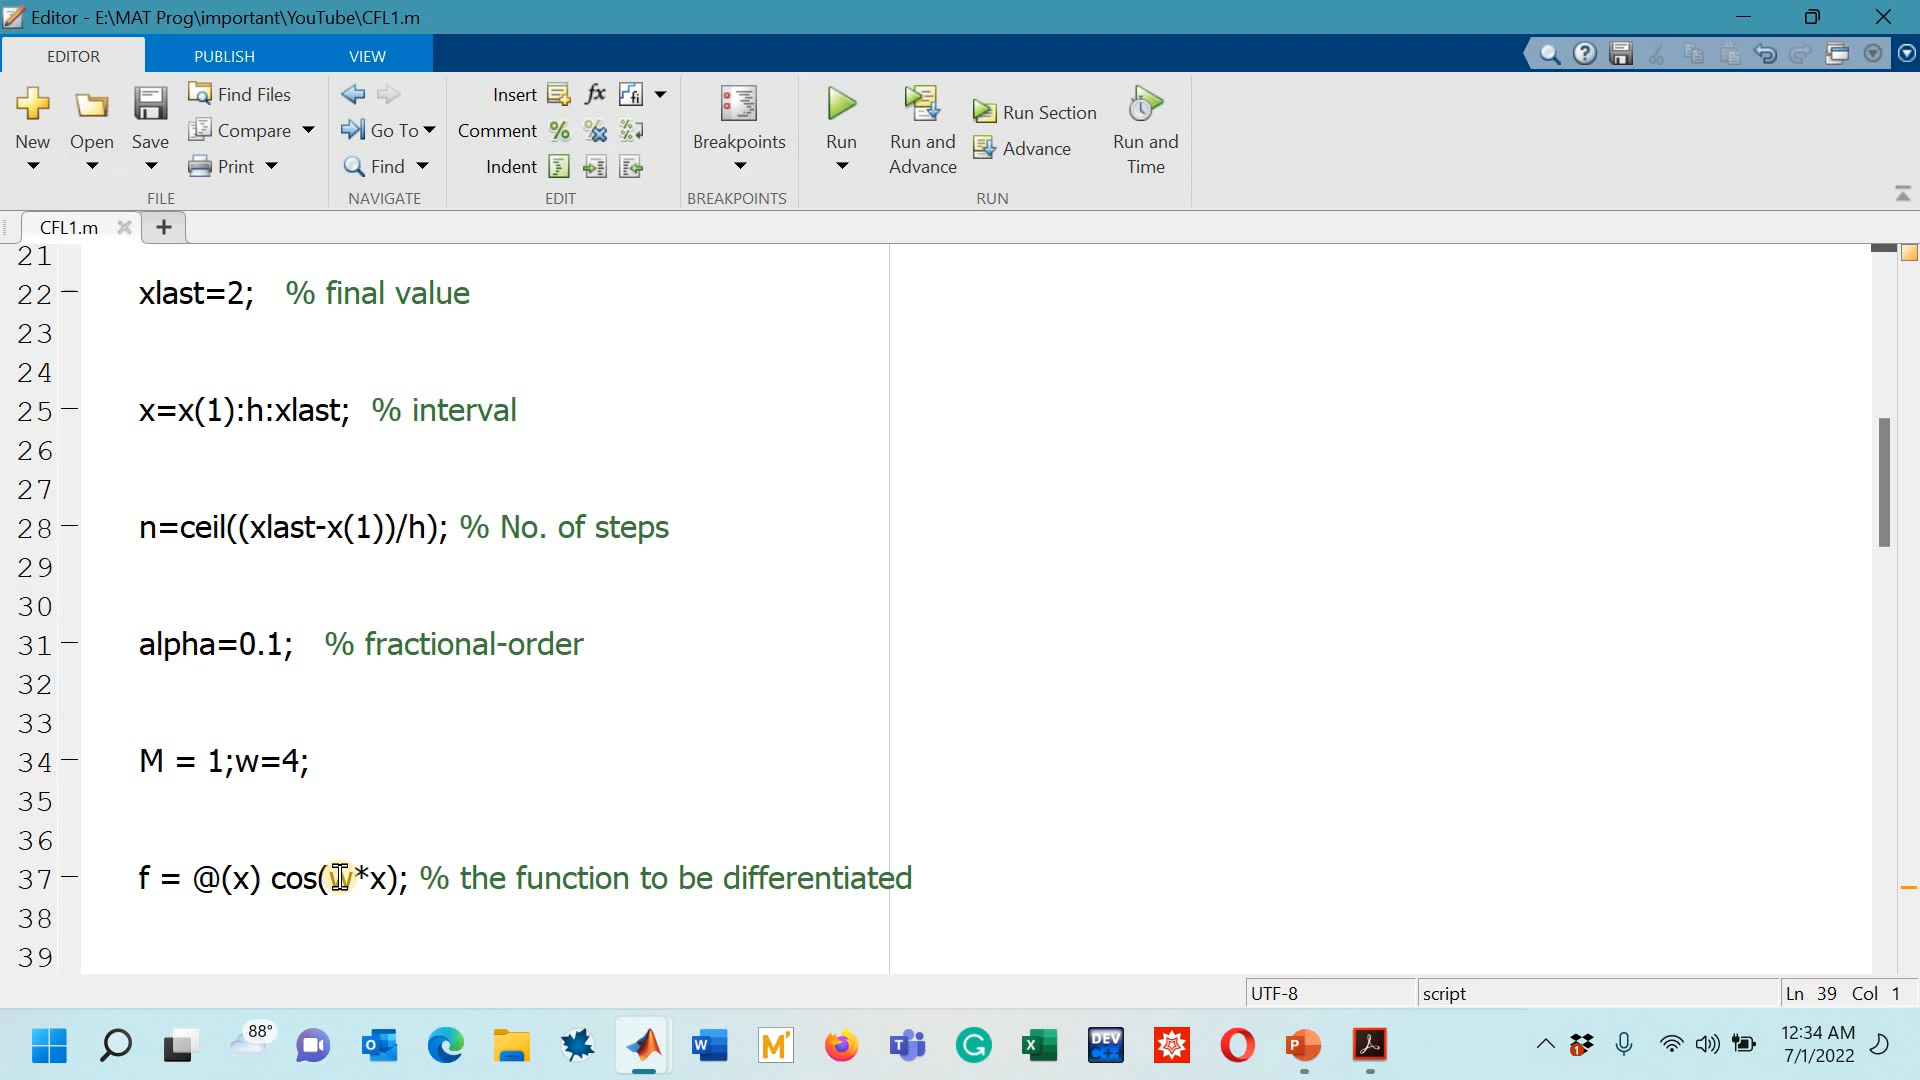 Editor - E:\MAT Prog\important\YouTube\CFL1.m
EDITOR PUBLISH VIEW
New Open Save Find Files Compare Print
FILE
Go To Find
NAVIGATE
Insert fx
Comment
Indent
EDIT
Breakpoints
BREAKPOINTS
Run Run and Advance Run Section Advance Run and Time
RUN
CFL1.m
21
22 xlast=2; % final value
23
24
25 x=x(1):h:xlast; % interval
26
27
28 n=ceil((xlast-x(1))/h); % No. of steps
29
30
31 alpha=0.1; % fractional-order
32
33
34 M = 1;w=4;
35
36
37 f = @(x) cos(w*x); % the function to be differentiated
38
39
UTF-8 script Ln 39 Col 1
88°
DEV C++
12:34 AM
7/1/2022